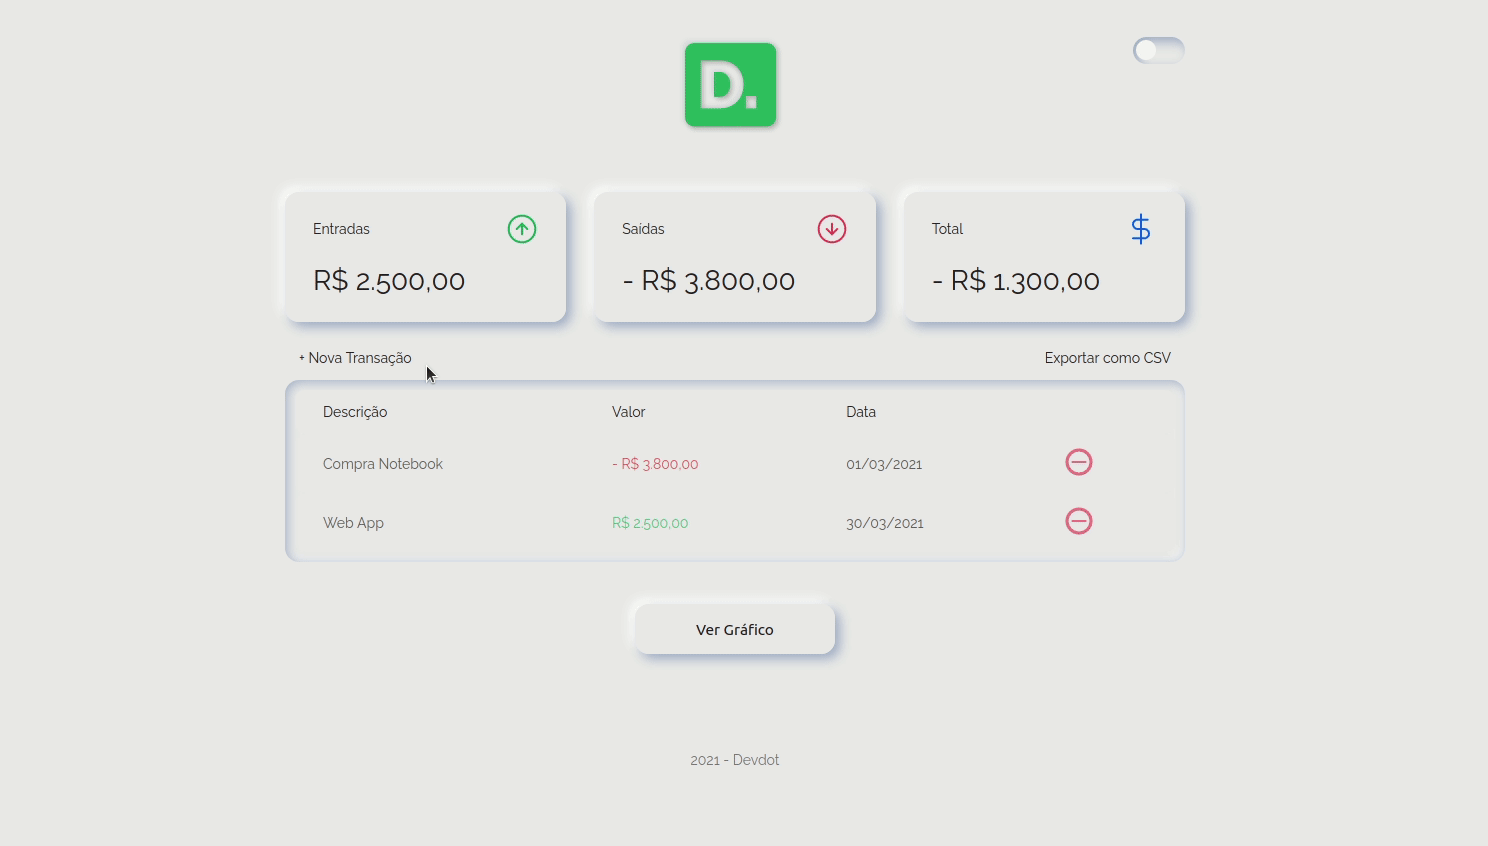 D.
Entradas
R$ 2.500,00
Saídas
- R$ 3.800,00
Total
- R$ 1.300,00
+ Nova Transação
Exportar como CSV
Descrição Valor Data
Compra Notebook - R$ 3.800,00 01/03/2021
Web App R$ 2.500,00 30/03/2021
Ver Gráfico
2021 - Devdot